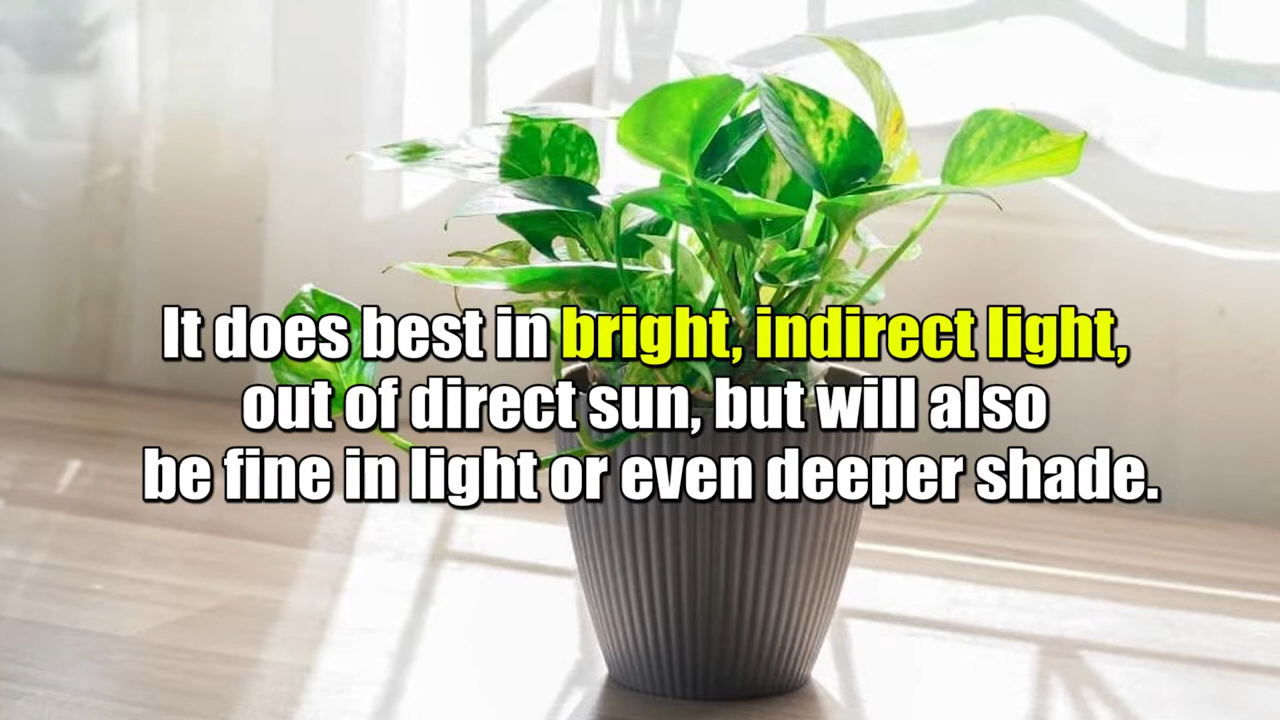 It does best in bright, indirect light,
out of direct sun, but will also
be fine in light or even deeper shade.